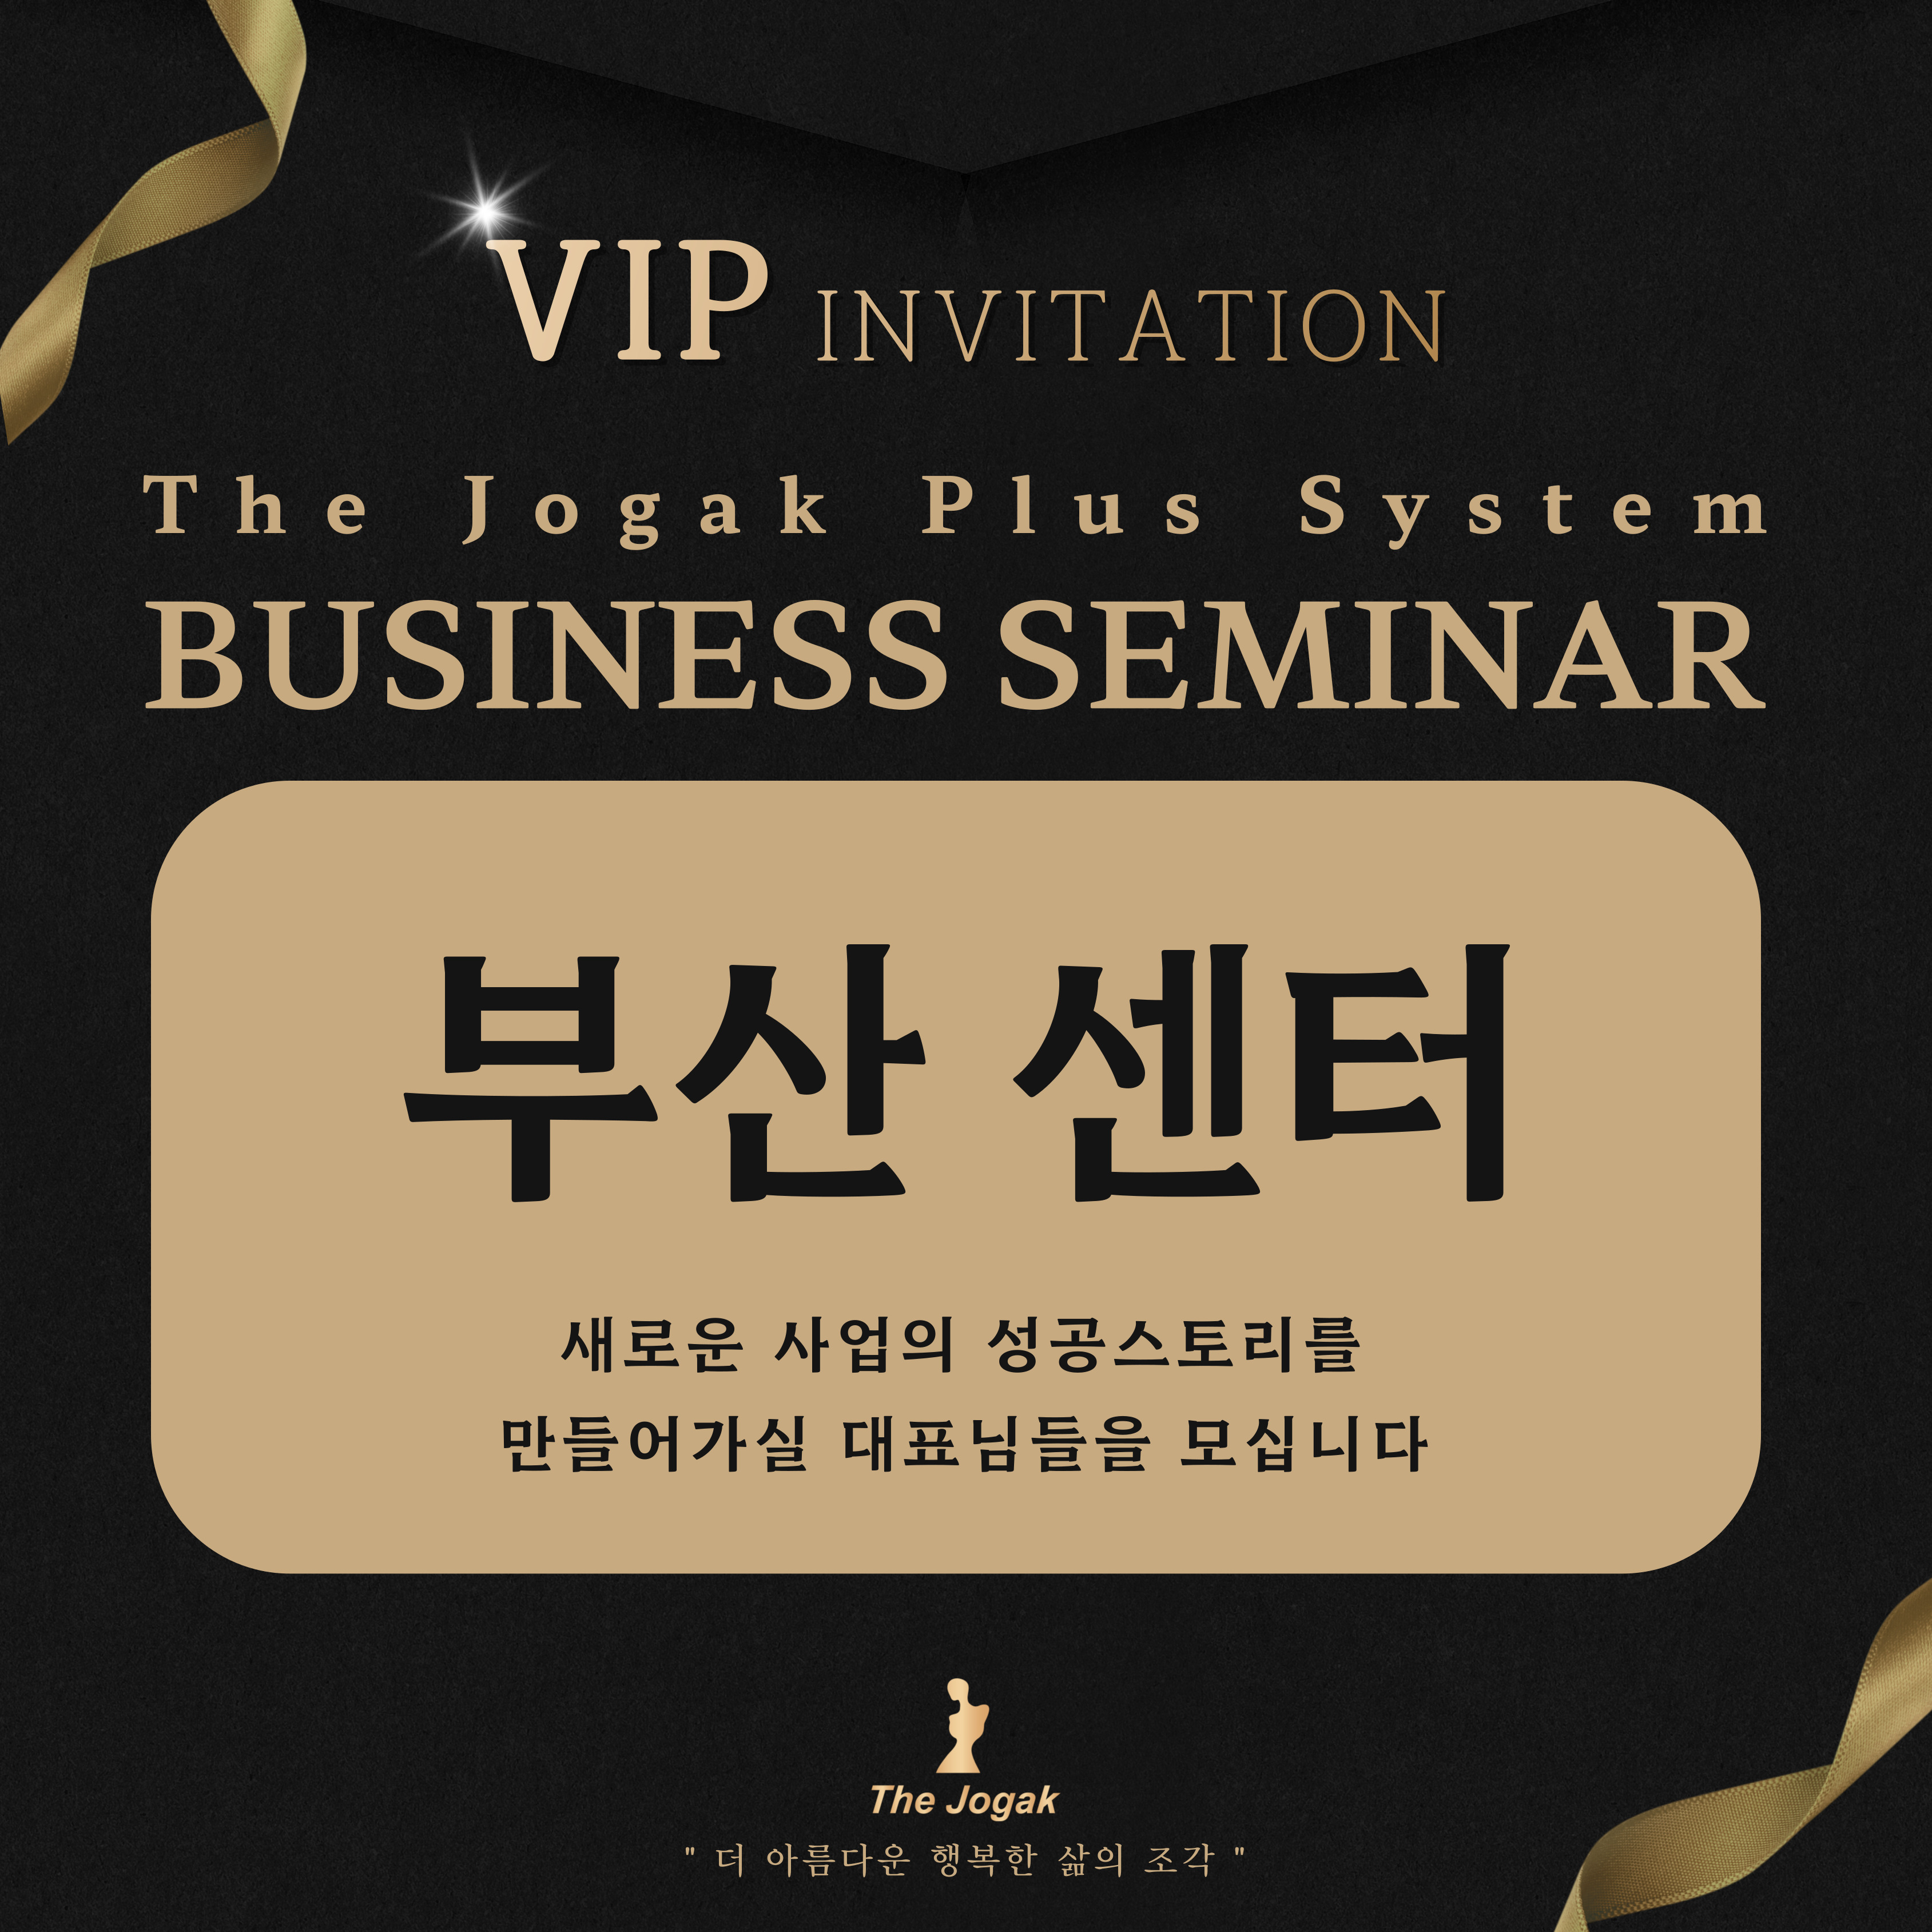 VIP INVITATION
The Jogak Plus System
BUSINESS SEMINAR
부산 센터
새로운 사업의 성공스토리를
만들어가실 대표님들을 모십니다
The Jogak
" 더 아름다운 행복한 삶의 조각 "